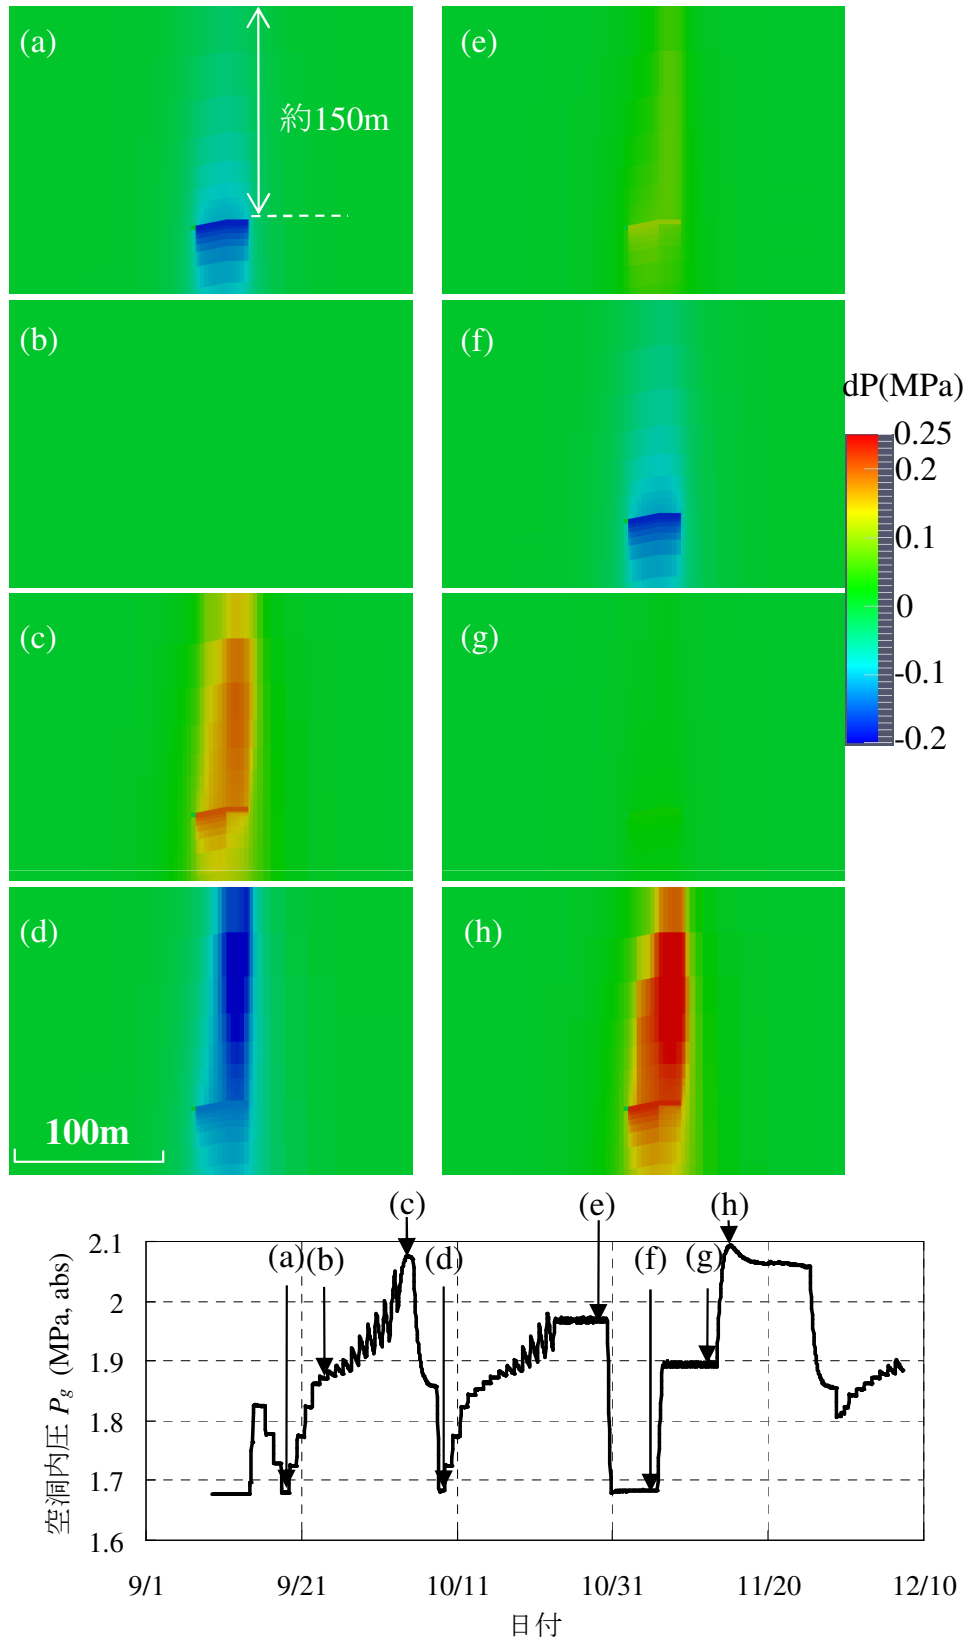 (a)
約150m
(e)
(b)
(f)
dP(MPa)
0.25
0.2
0.1
0
-0.1
-0.2
(c)
(g)
(d)
100m
(h)
(c)
(e)
(h)
(a)
(b)
(d)
(f)
(g)
空洞内圧 Pg (MPa, abs)
2.1
2
1.9
1.8
1.7
1.6
9/1
9/21
10/11
10/31
11/20
12/10
日付